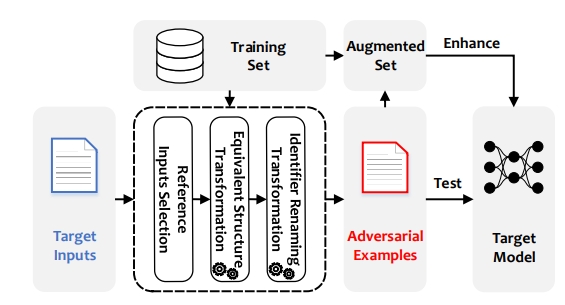 Training
Set
Augmented
Set
Enhance
Target
Inputs
Reference
Inputs Selection
Equivalent Structure
Transformation
Identifier Renaming
Transformation
Adversarial
Examples
Test
Target
Model